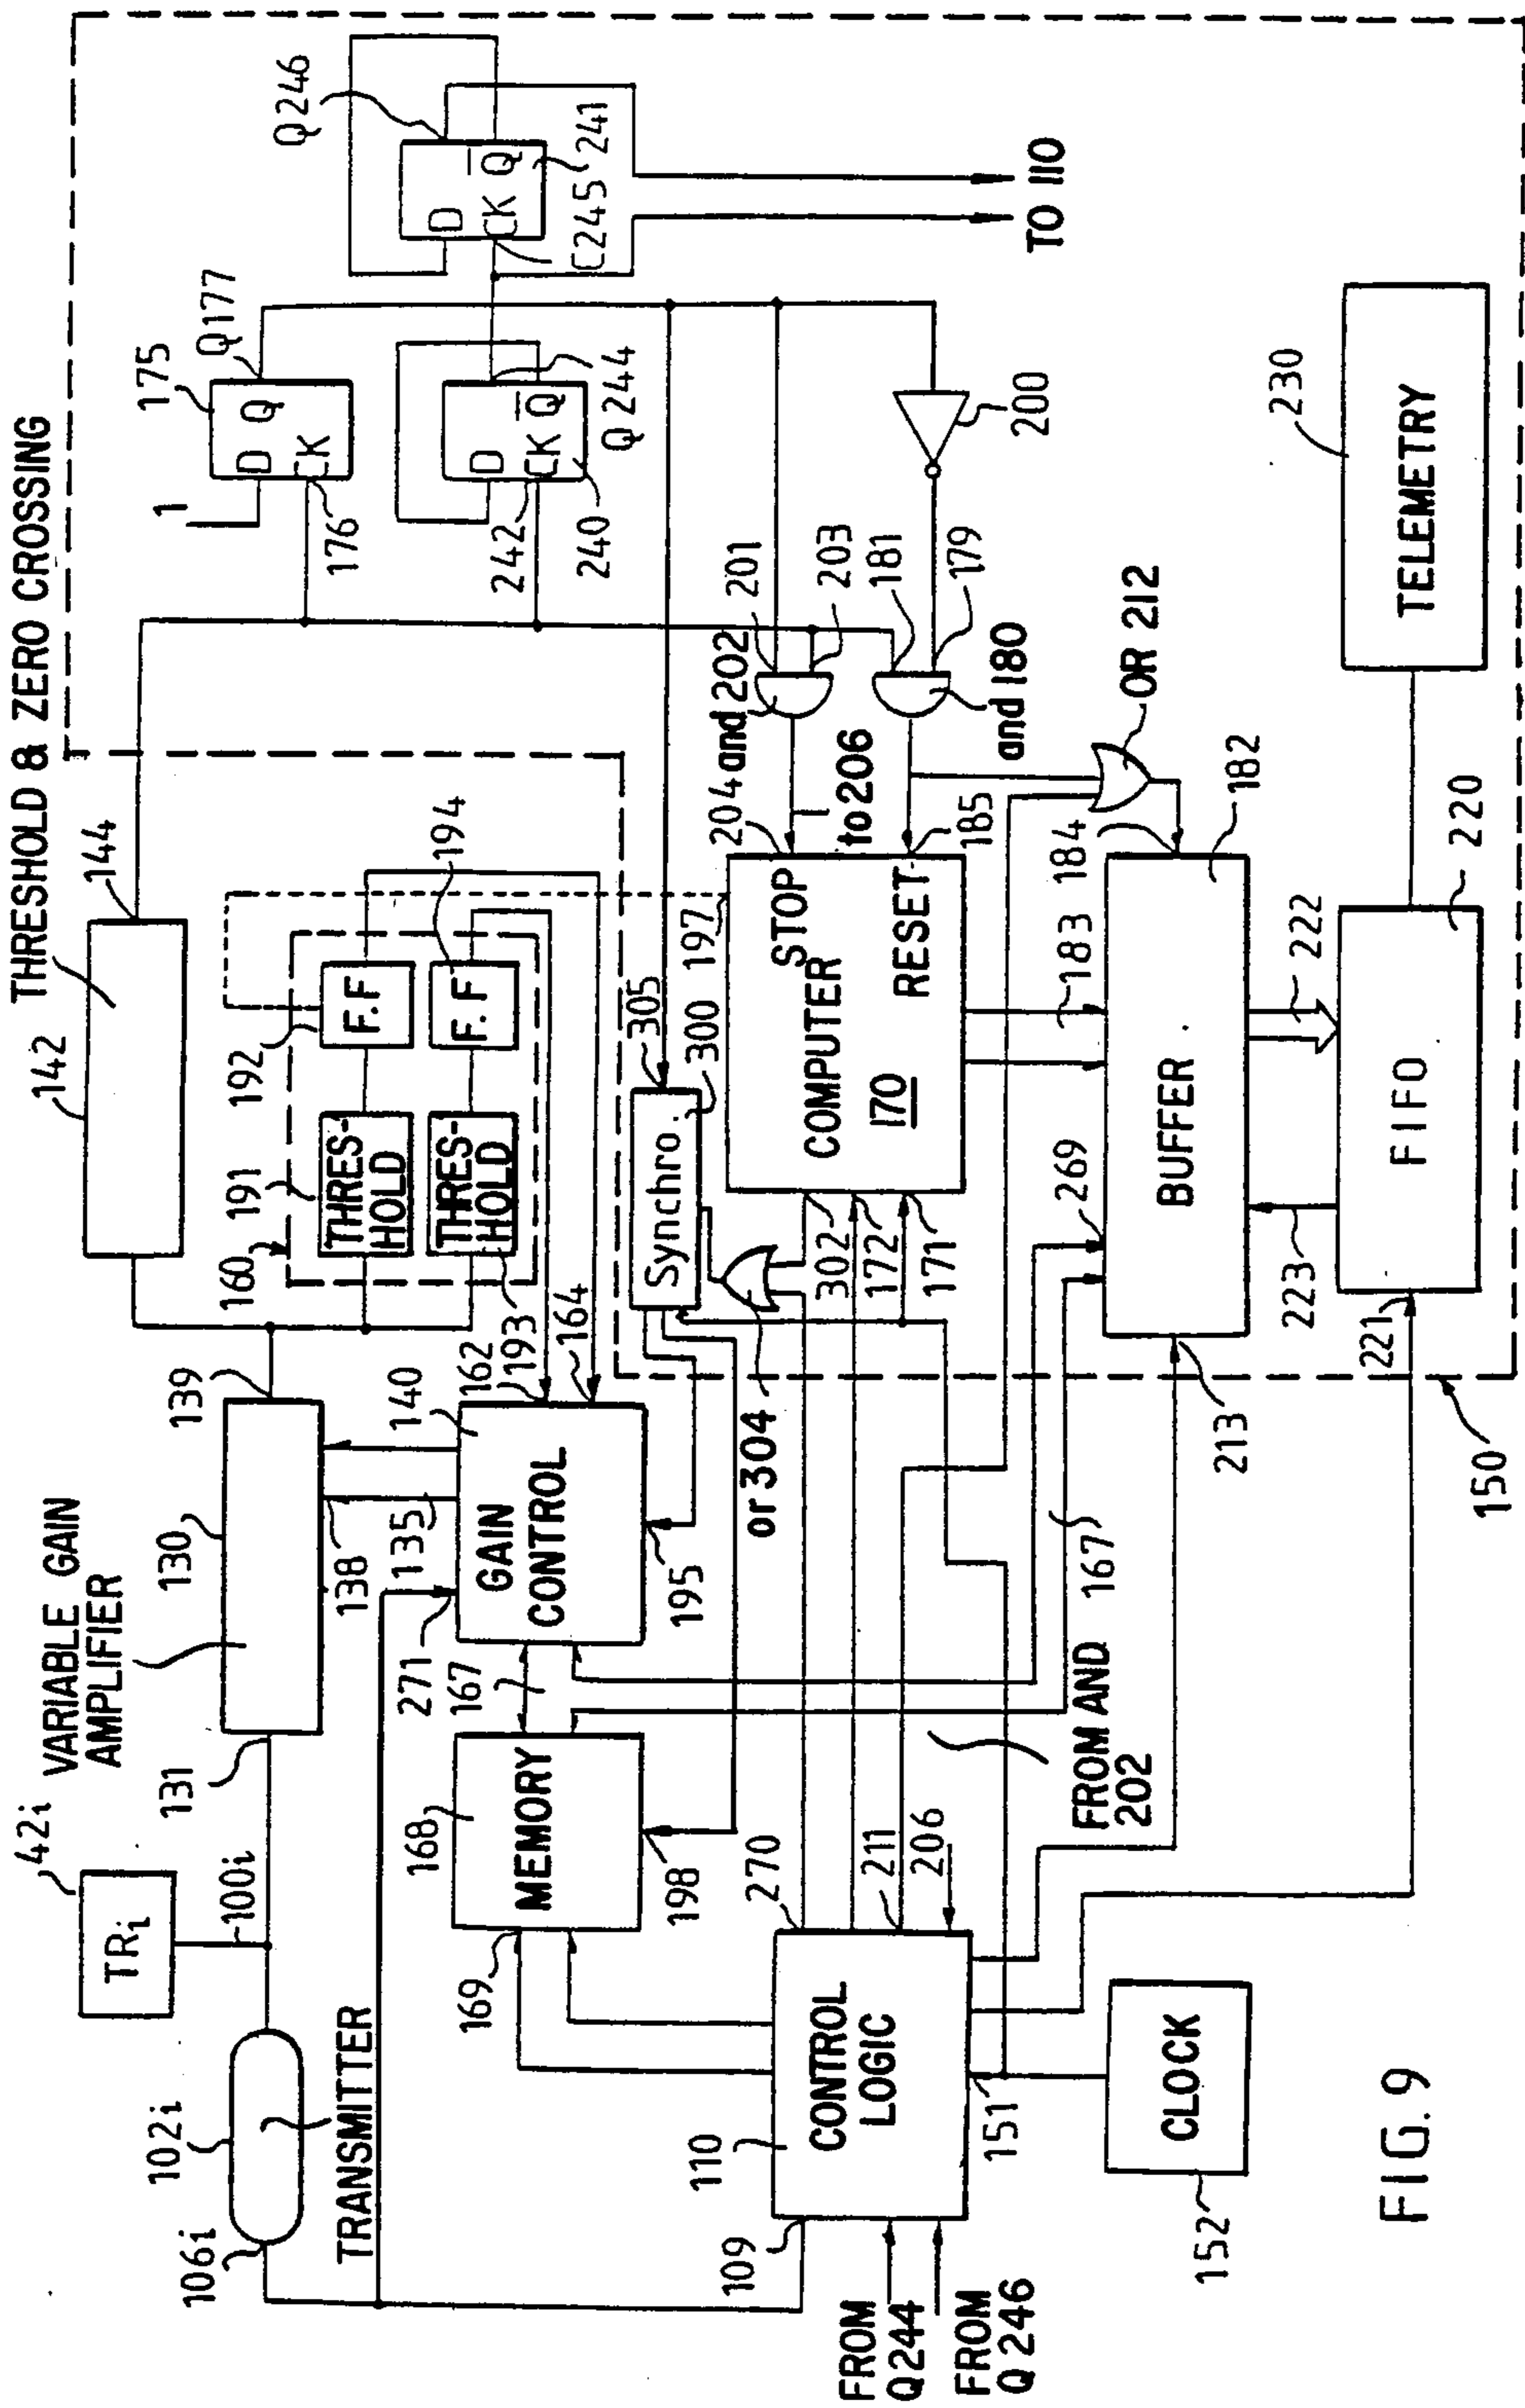 THRESHOLD & ZERO CROSSING
VARIABLE GAIN
AMPLIFIER
42i
TRi
100i
102i
106i
TRANSMITTER
131
130
139
138
135
142
144
160
191
THRES-
HOLD
192
F.F
193
THRES-
HOLD
194
F.F
140
162
164
GAIN
CONTROL
271
195
167
168
MEMORY
169
198
175
D Q
CK
Q177
1
176
D
CK Q
242
240
Q244
D
CK Q
Q246
241
C245
TO 110
200
201
203
181
179
204 and 202
and 180
to 206
185
OR 212
305
300
Synchro.
or 304
197
STOP
COMPUTER
170
RESET
302
172
171
183
184
182
269
BUFFER
213
167
222
223
220
FIFO
221
230
TELEMETRY
150
270
211
206
FROM AND
202
110
CONTROL
LOGIC
109
151
CLOCK
152
FROM
Q244
FROM
Q246
FIG. 9